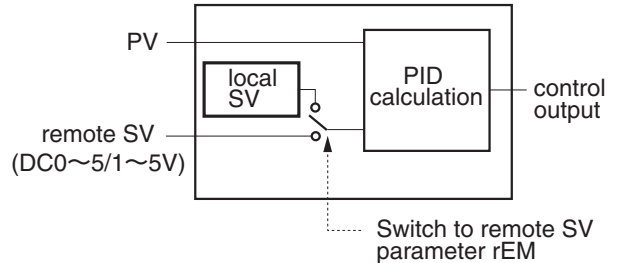 PV
local
SV
PID
calculation
control
output
remote SV
(DC0〜5/1〜5V)
Switch to remote SV
parameter rEM